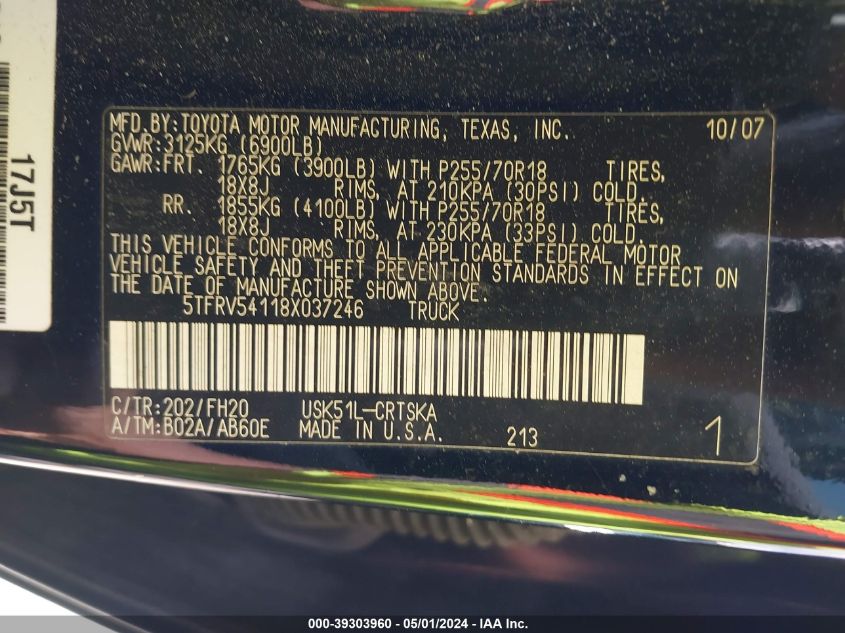 MFD.BY:TOYOTA MOTOR MANUFACTURING, TEXAS, INC. 10/07
GVWR:3125KG (6900LB)
GAWR:FRT. 1765KG (3900LB) WITH P255/70R18 TIRES,
18X8J RIMS, AT 210KPA (30PSI) COLD.
RR. 1855KG (4100LB) WITH P255/70R18 TIRES,
18X8J RIMS, AT 230KPA (33PSI) COLD.
THIS VEHICLE CONFORMS TO ALL APPLICABLE FEDERAL MOTOR
VEHICLE SAFETY AND THEFT PREVENTION STANDARDS IN EFFECT ON
THE DATE OF MANUFACTURE SHOWN ABOVE.
5TFRV54118X037246 TRUCK
C/TR:202/FH20 USK51L-CRTSKA
A/TM:B02A/AB60E MADE IN U.S.A. 213 1
17J5T
000-39303960 - 05/01/2024 - IAA Inc.